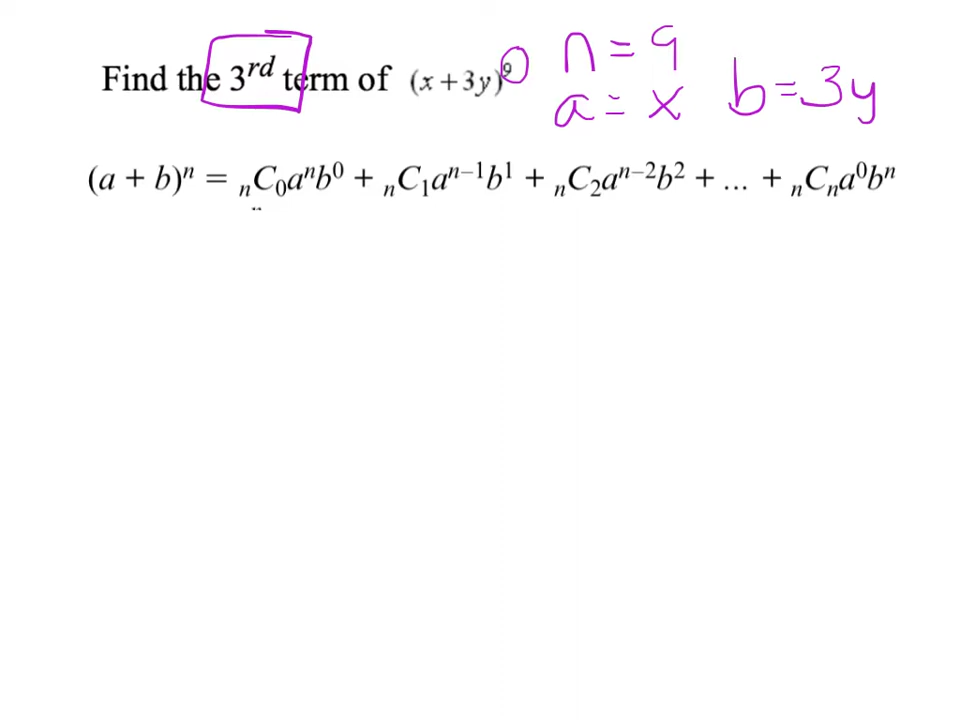 Find the 3rd term of (x + 3y)⁹ n = 9
a = x b = 3y
(a + b)ⁿ = ₙC₀aⁿb⁰ + ₙC₁aⁿ⁻¹b¹ + ₙC₂aⁿ⁻²b² + ... + ₙCₙa⁰bⁿ